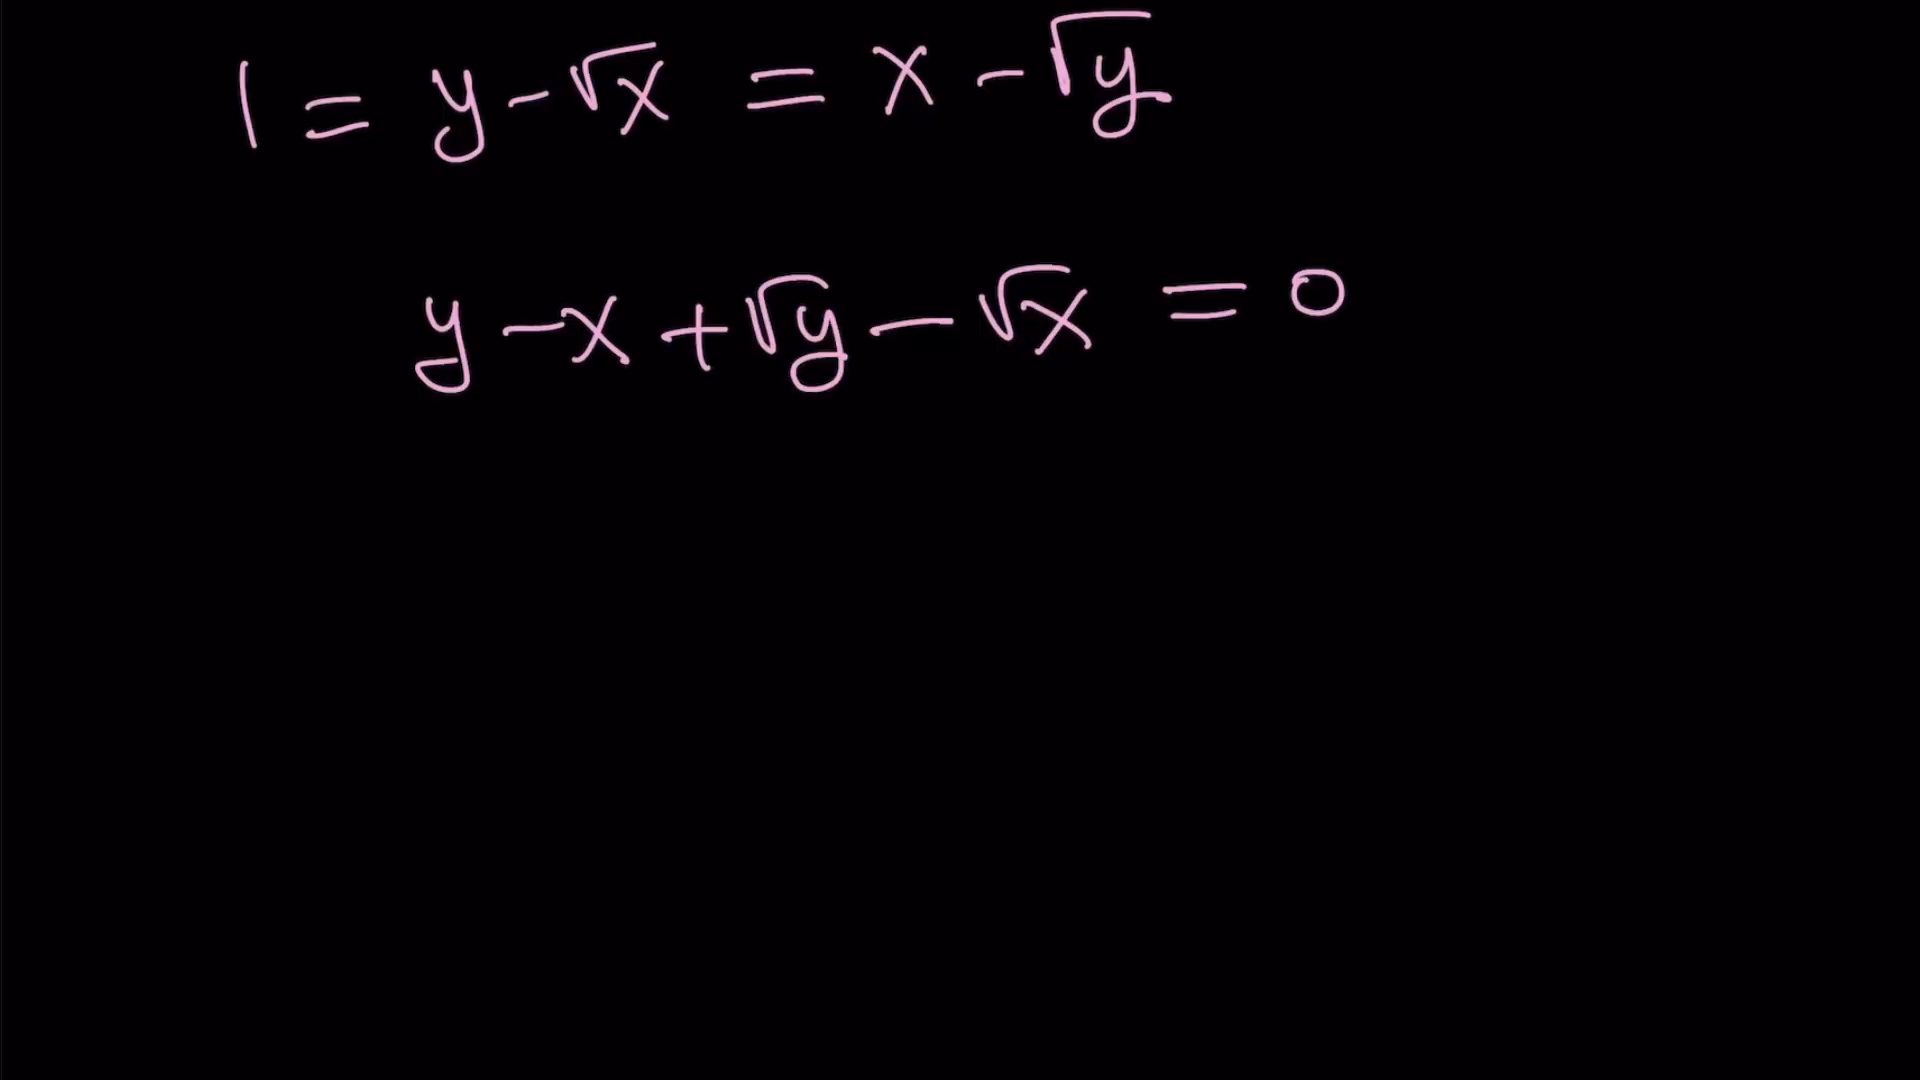 1 = y - √x = x - √y
y - x + √y - √x = 0